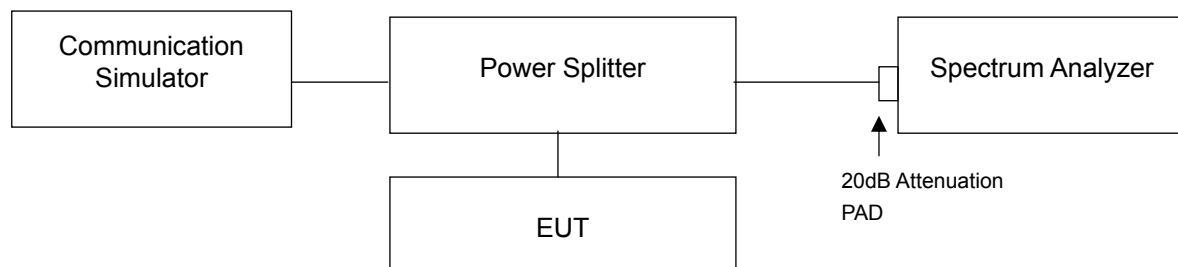 Communication
Simulator
Power Splitter
Spectrum Analyzer
20dB Attenuation
PAD
EUT